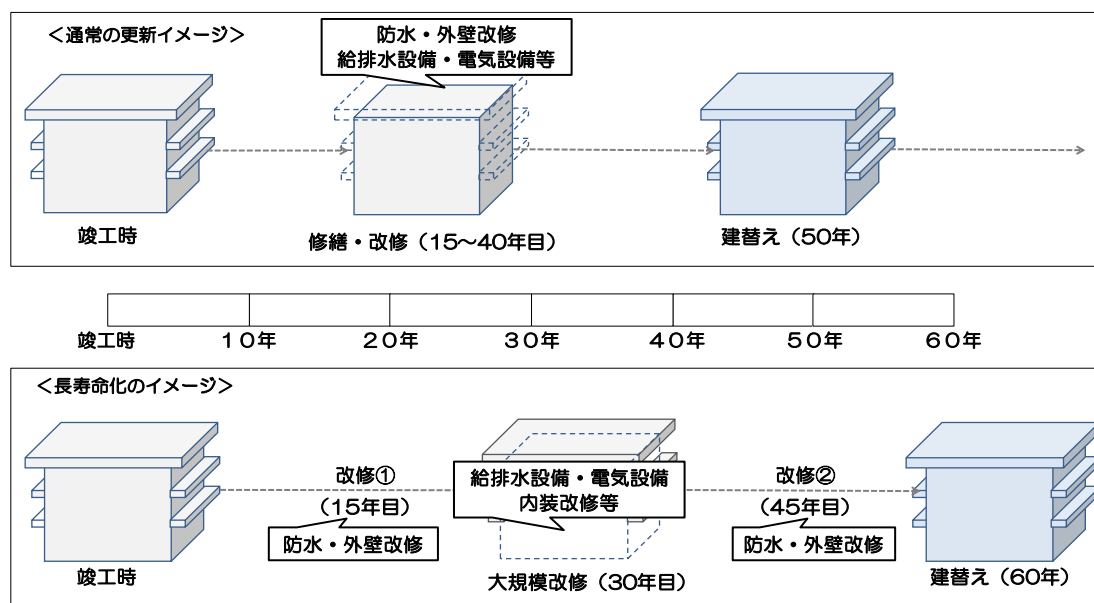 ＜通常の更新イメージ＞
防水・外壁改修
給排水設備・電気設備等
竣工時
修繕・改修（15～40年目）
建替え（50年）
竣工時
１０年
２０年
３０年
４０年
５０年
６０年
＜長寿命化のイメージ＞
改修①
（15年目）
防水・外壁改修
給排水設備・電気設備
内装改修等
改修②
（45年目）
防水・外壁改修
竣工時
大規模改修（30年目）
建替え（60年）